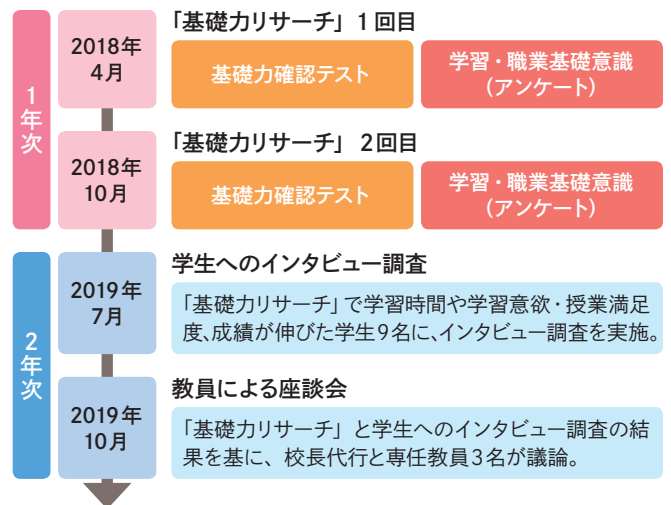 1年次
2018年
4月
「基礎力リサーチ」 1回目
基礎力確認テスト
学習・職業基礎意識
(アンケート)
2018年
10月
「基礎力リサーチ」 2回目
基礎力確認テスト
学習・職業基礎意識
(アンケート)
2年次
2019年
7月
学生へのインタビュー調査
「基礎力リサーチ」で学習時間や学習意欲・授業満足
度、成績が伸びた学生9名に、インタビュー調査を実施。
2019年
10月
教員による座談会
「基礎力リサーチ」と学生へのインタビュー調査の結
果を基に、校長代行と専任教員3名が議論。